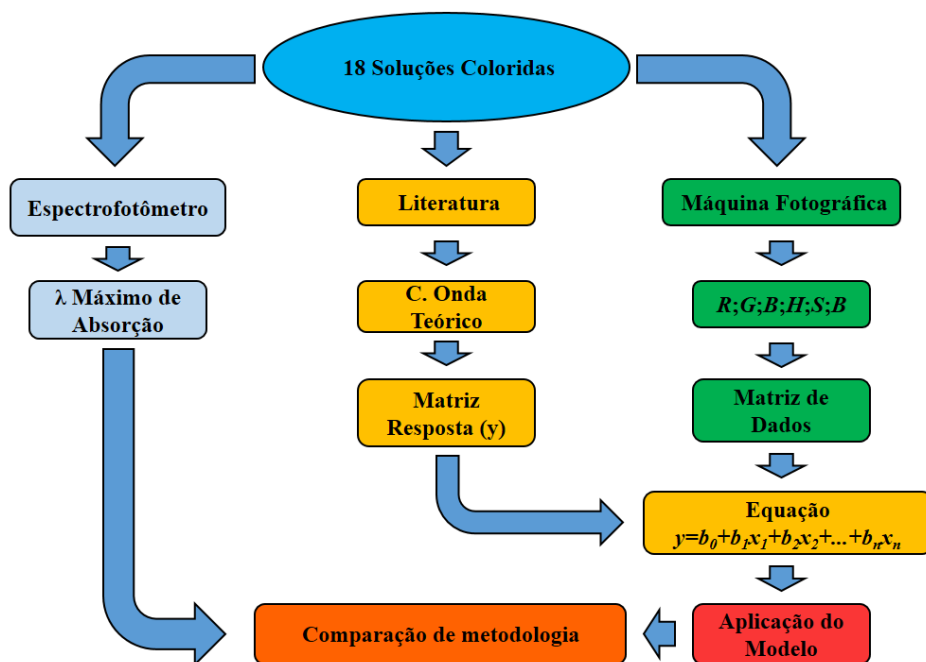 18 Soluções Coloridas
Espectrofotômetro
Literatura
Máquina Fotográfica
λ Máximo de
Absorção
C. Onda
Teórico
R;G;B;H;S;B
Matriz
Resposta (y)
Matriz de
Dados
Equação
y=b₀+b₁x₁+b₂x₂+...+bₙxₙ
Comparação de metodologia
Aplicação do
Modelo